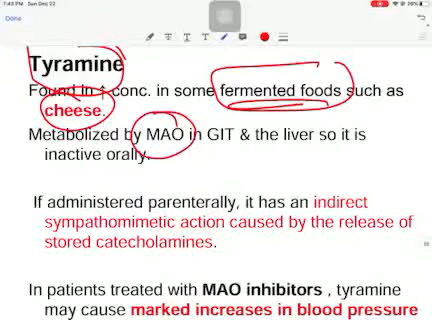 7:43 PM Sun Dec 22
20%
Done
Tyramine
Found in ↑ conc. in some fermented foods such as
cheese.
Metabolized by MAO in GIT & the liver so it is
inactive orally.
If administered parenterally, it has an indirect
sympathomimetic action caused by the release of
stored catecholamines.
In patients treated with MAO inhibitors , tyramine
may cause marked increases in blood pressure